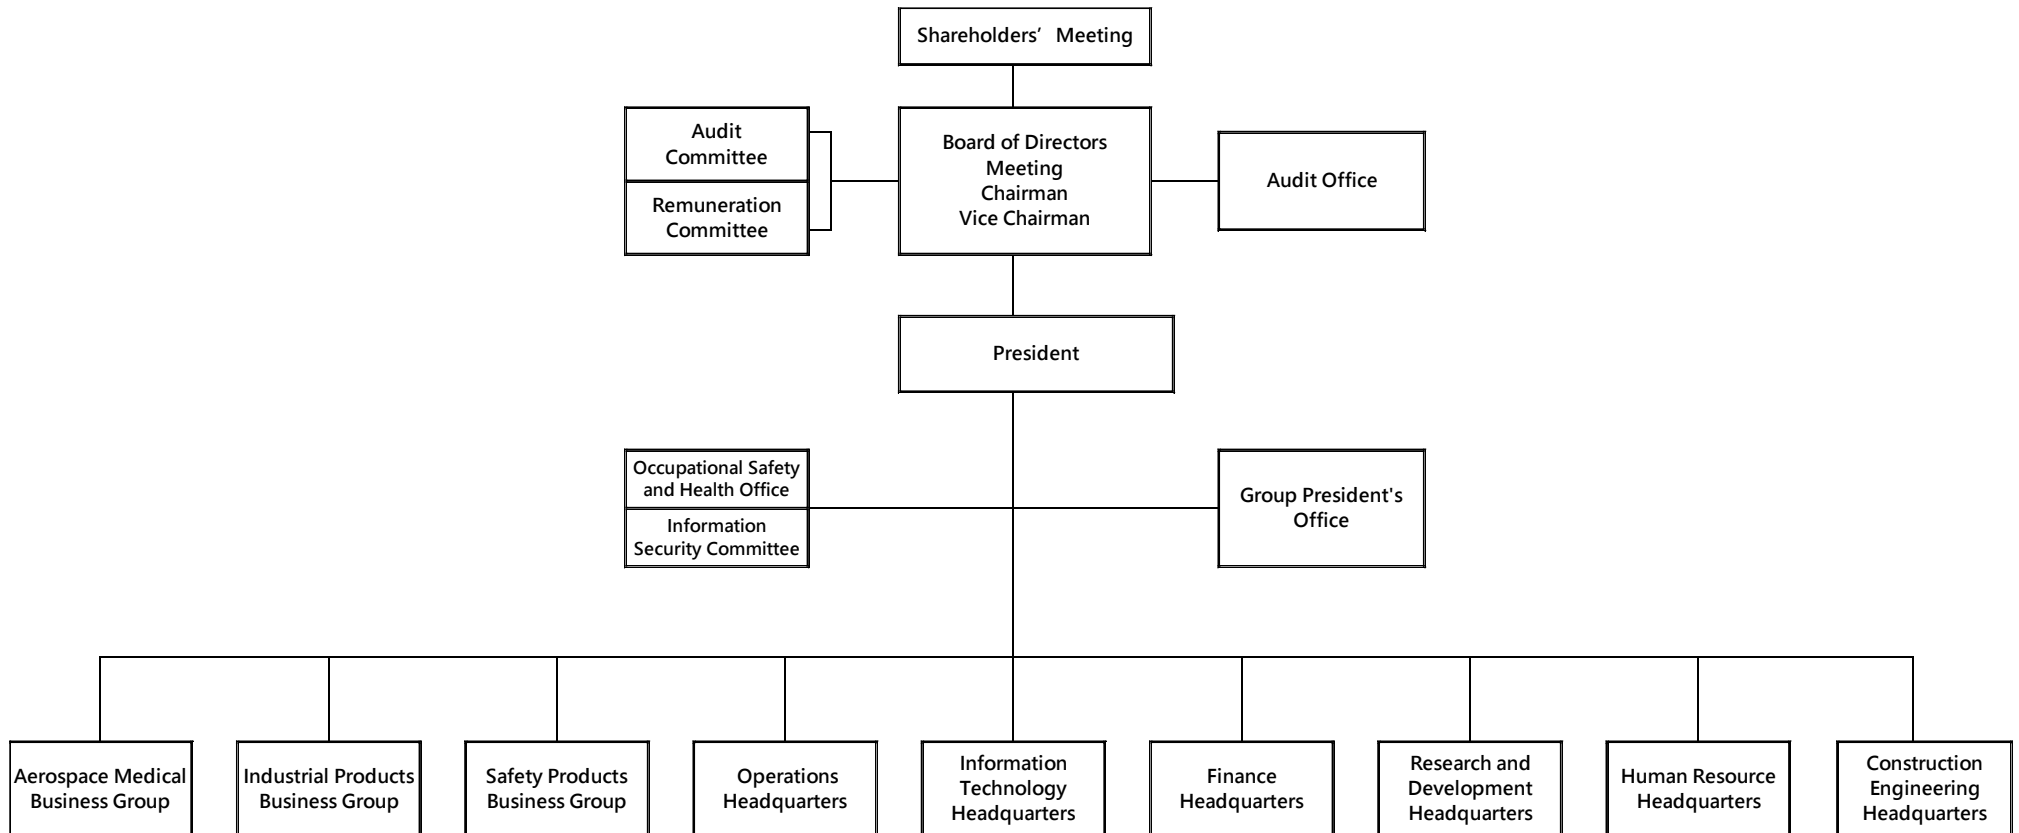 Shareholders’ Meeting
Audit
Committee
Remuneration
Committee
Board of Directors
Meeting
Chairman
Vice Chairman
Audit Office
President
Occupational Safety
and Health Office
Information
Security Committee
Group President's
Office
Aerospace Medical
Business Group
Industrial Products
Business Group
Safety Products
Business Group
Operations
Headquarters
Information
Technology
Headquarters
Finance
Headquarters
Research and
Development
Headquarters
Human Resource
Headquarters
Construction
Engineering
Headquarters